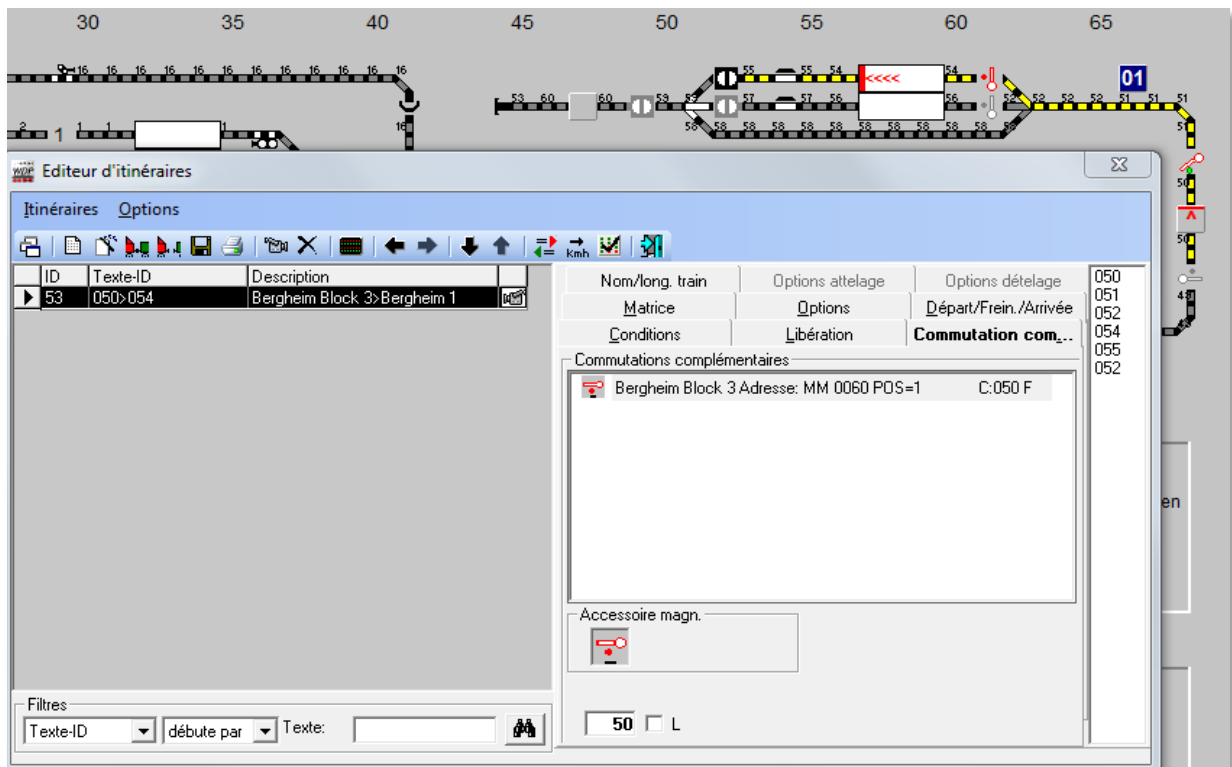 30 35 40 45 50 55 60 65
16 16 16 16 16 16 16 16 16 16 16 16
55 55 54 <<<< 54
01
53 60 60 59 59 57 57 56 56 52 52 52 52 51 51 51
2 1 1 1 1 16
58 58 58 58 58 58 58 58 58 51
WDP Editeur d'itinéraires
50
Itinéraires Options
kmh
50
ID Texte-ID Description
53 050>054 Bergheim Block 3>Bergheim 1
Nom/long. train Options attelage Options dételage
Matrice Options Départ/Frein./Arrivée
Conditions Libération Commutation com...
050
051
052
054
055
052
Commutations complémentaires
Bergheim Block 3 Adresse: MM 0060 POS=1 C:050 F
en
Accessoire magn.
Filtres
Texte-ID débute par Texte:
50 L